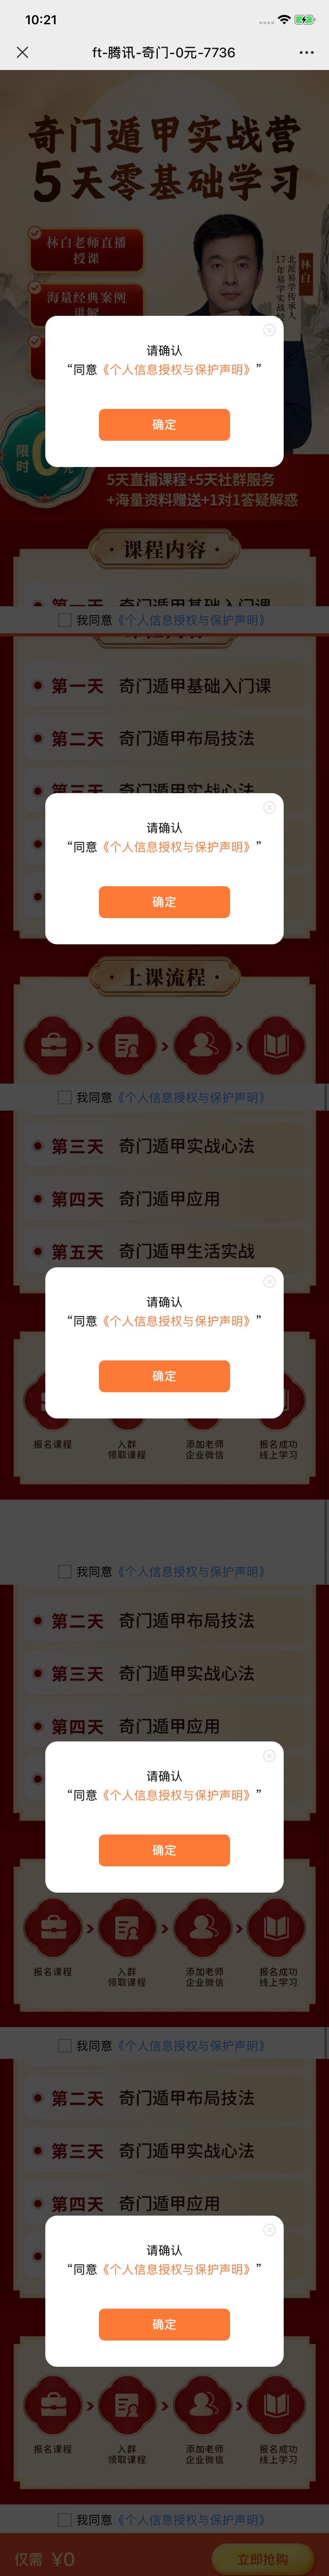 10:21
ft-腾讯-奇门-0元-7736
奇门遁甲实战营
5天零基础学习
林白老师直播
授课
海量经典案例
讲解
林白
北派易学传承人
请确认
“同意《个人信息授权与保护声明》”
确定
限时
0元
5天直播课程+5天社群服务
+海量资料赠送+1对1答疑解惑
·课程内容·
第一天 奇门遁甲基础入门课
我同意《个人信息授权与保护声明》
第一天 奇门遁甲基础入门课
第二天 奇门遁甲布局技法
第三天 奇门遁甲实战心法
请确认
“同意《个人信息授权与保护声明》”
确定
·上课流程·
我同意《个人信息授权与保护声明》
第三天 奇门遁甲实战心法
第四天 奇门遁甲应用
第五天 奇门遁甲生活实战
请确认
“同意《个人信息授权与保护声明》”
确定
报名课程 入群 添加老师 报名成功
领取课程 企业微信 线上学习
我同意《个人信息授权与保护声明》
第二天 奇门遁甲布局技法
第三天 奇门遁甲实战心法
第四天 奇门遁甲应用
请确认
“同意《个人信息授权与保护声明》”
确定
报名课程 入群 添加老师 报名成功
领取课程 企业微信 线上学习
我同意《个人信息授权与保护声明》
第二天 奇门遁甲布局技法
第三天 奇门遁甲实战心法
第四天 奇门遁甲应用
请确认
“同意《个人信息授权与保护声明》”
确定
报名课程 入群 添加老师 报名成功
领取课程 企业微信 线上学习
我同意《个人信息授权与保护声明》
仅需 ¥0 立即抢购